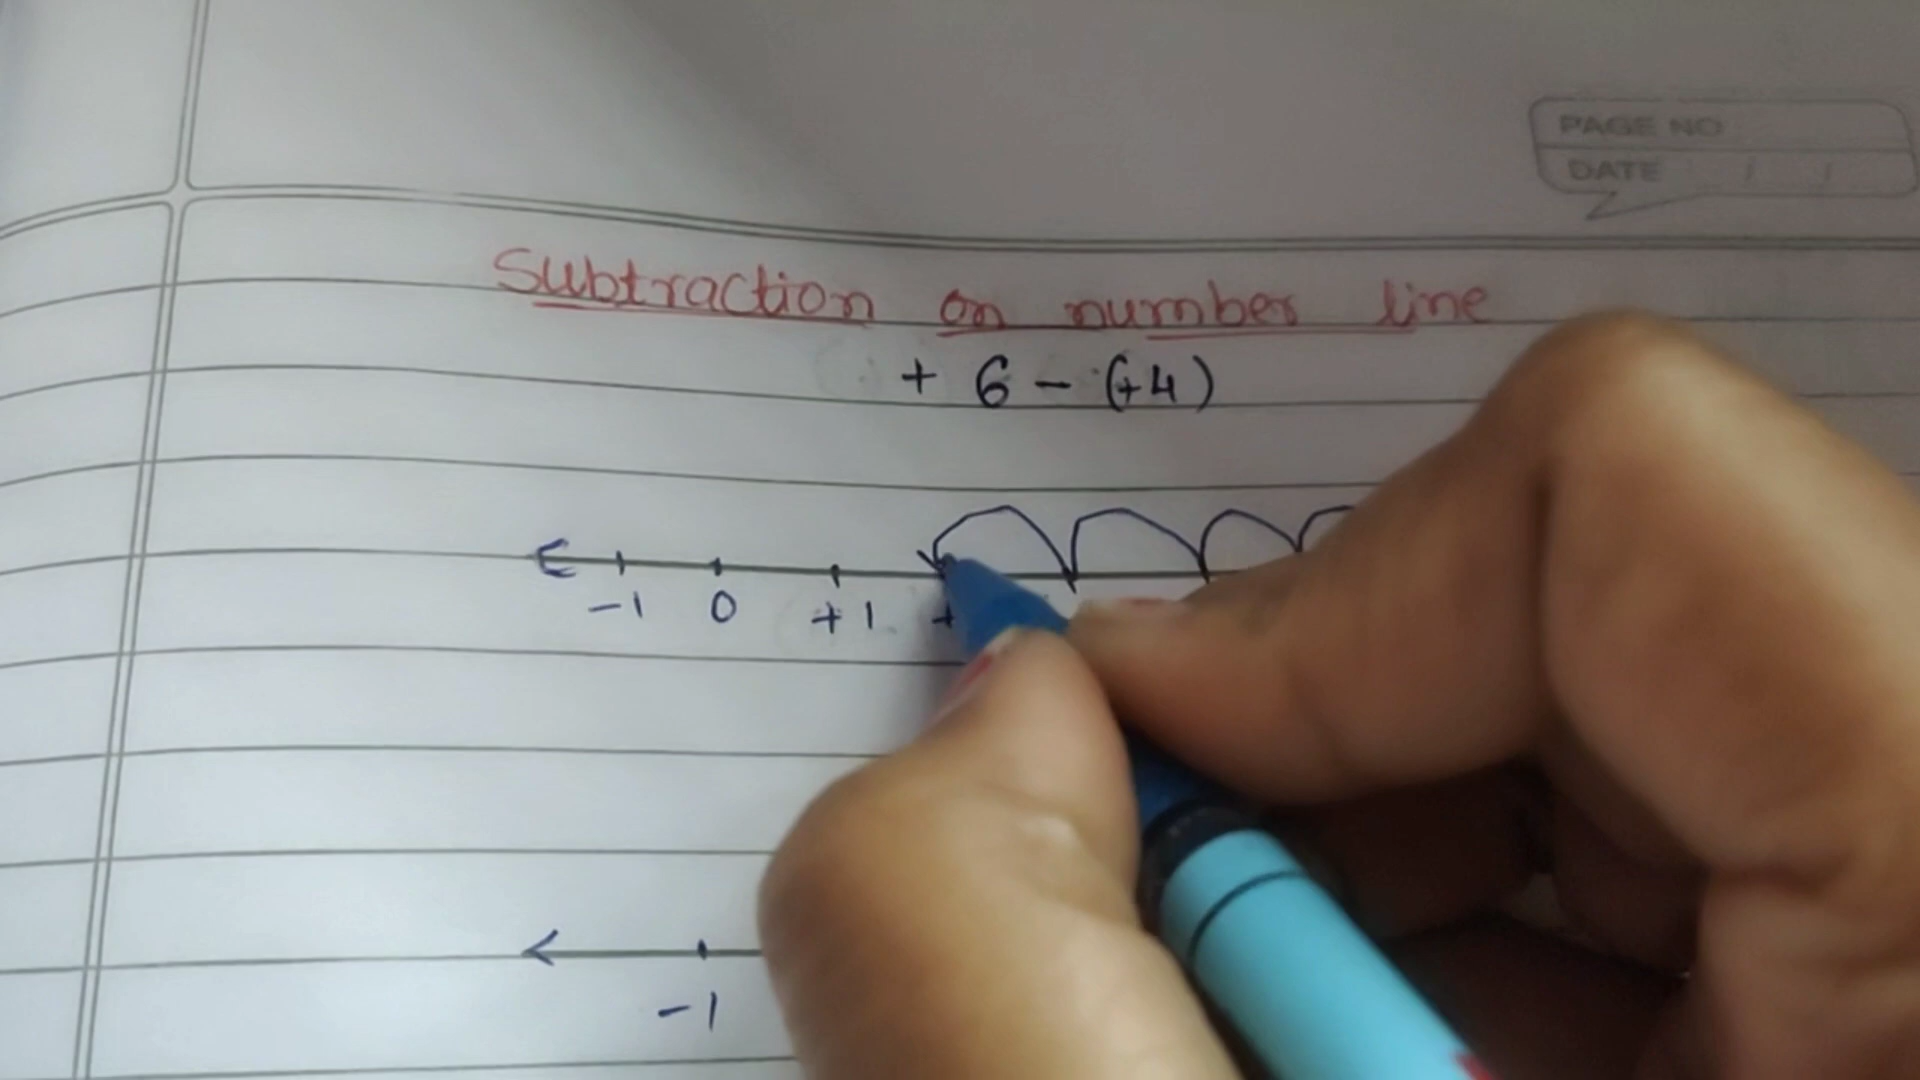 PAGE NO
DATE / /
Subtraction on number line
+ 6 - (+4)
-1 0 +1 +
-1